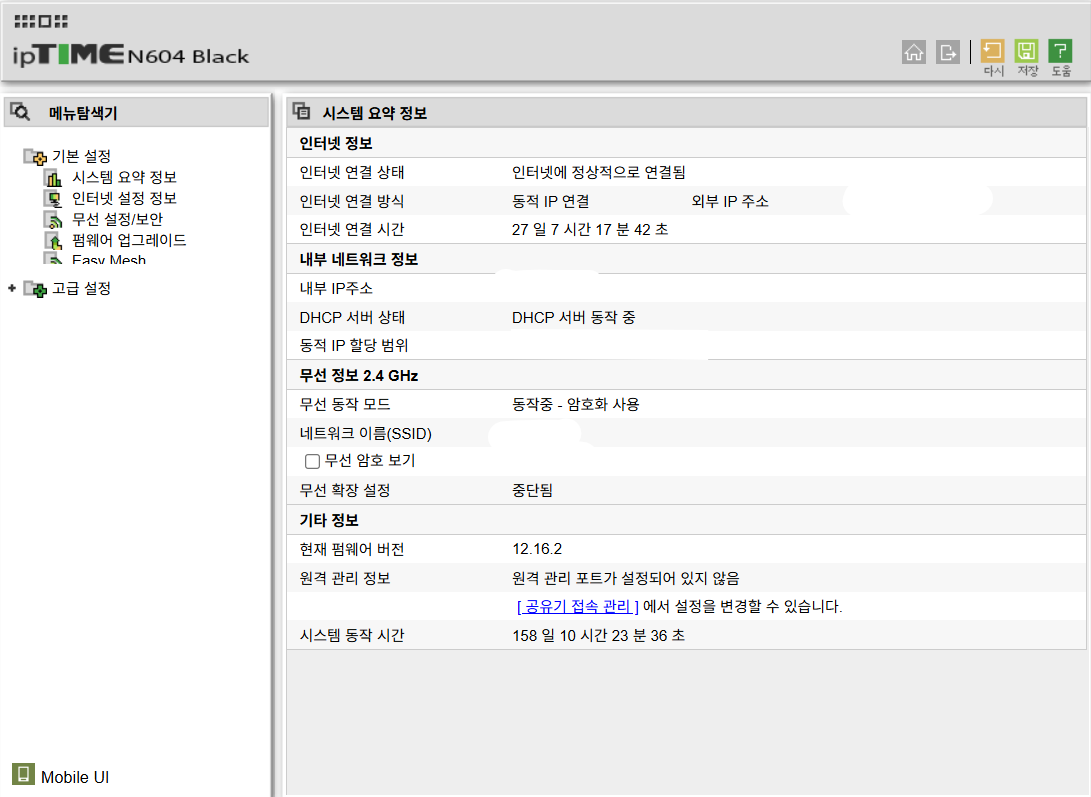 ipTIME N604 Black
다시 저장 도움
메뉴탐색기
기본 설정
시스템 요약 정보
인터넷 설정 정보
무선 설정/보안
펌웨어 업그레이드
Easy Mesh
고급 설정
Mobile UI
시스템 요약 정보
인터넷 정보
인터넷 연결 상태 인터넷에 정상적으로 연결됨
인터넷 연결 방식 동적 IP 연결 외부 IP 주소
인터넷 연결 시간 27 일 7 시간 17 분 42 초
내부 네트워크 정보
내부 IP주소
DHCP 서버 상태 DHCP 서버 동작 중
동적 IP 할당 범위
무선 정보 2.4 GHz
무선 동작 모드 동작중 - 암호화 사용
네트워크 이름(SSID)
무선 암호 보기
무선 확장 설정 중단됨
기타 정보
현재 펌웨어 버전 12.16.2
원격 관리 정보 원격 관리 포트가 설정되어 있지 않음
[ 공유기 접속 관리 ] 에서 설정을 변경할 수 있습니다.
시스템 동작 시간 158 일 10 시간 23 분 36 초